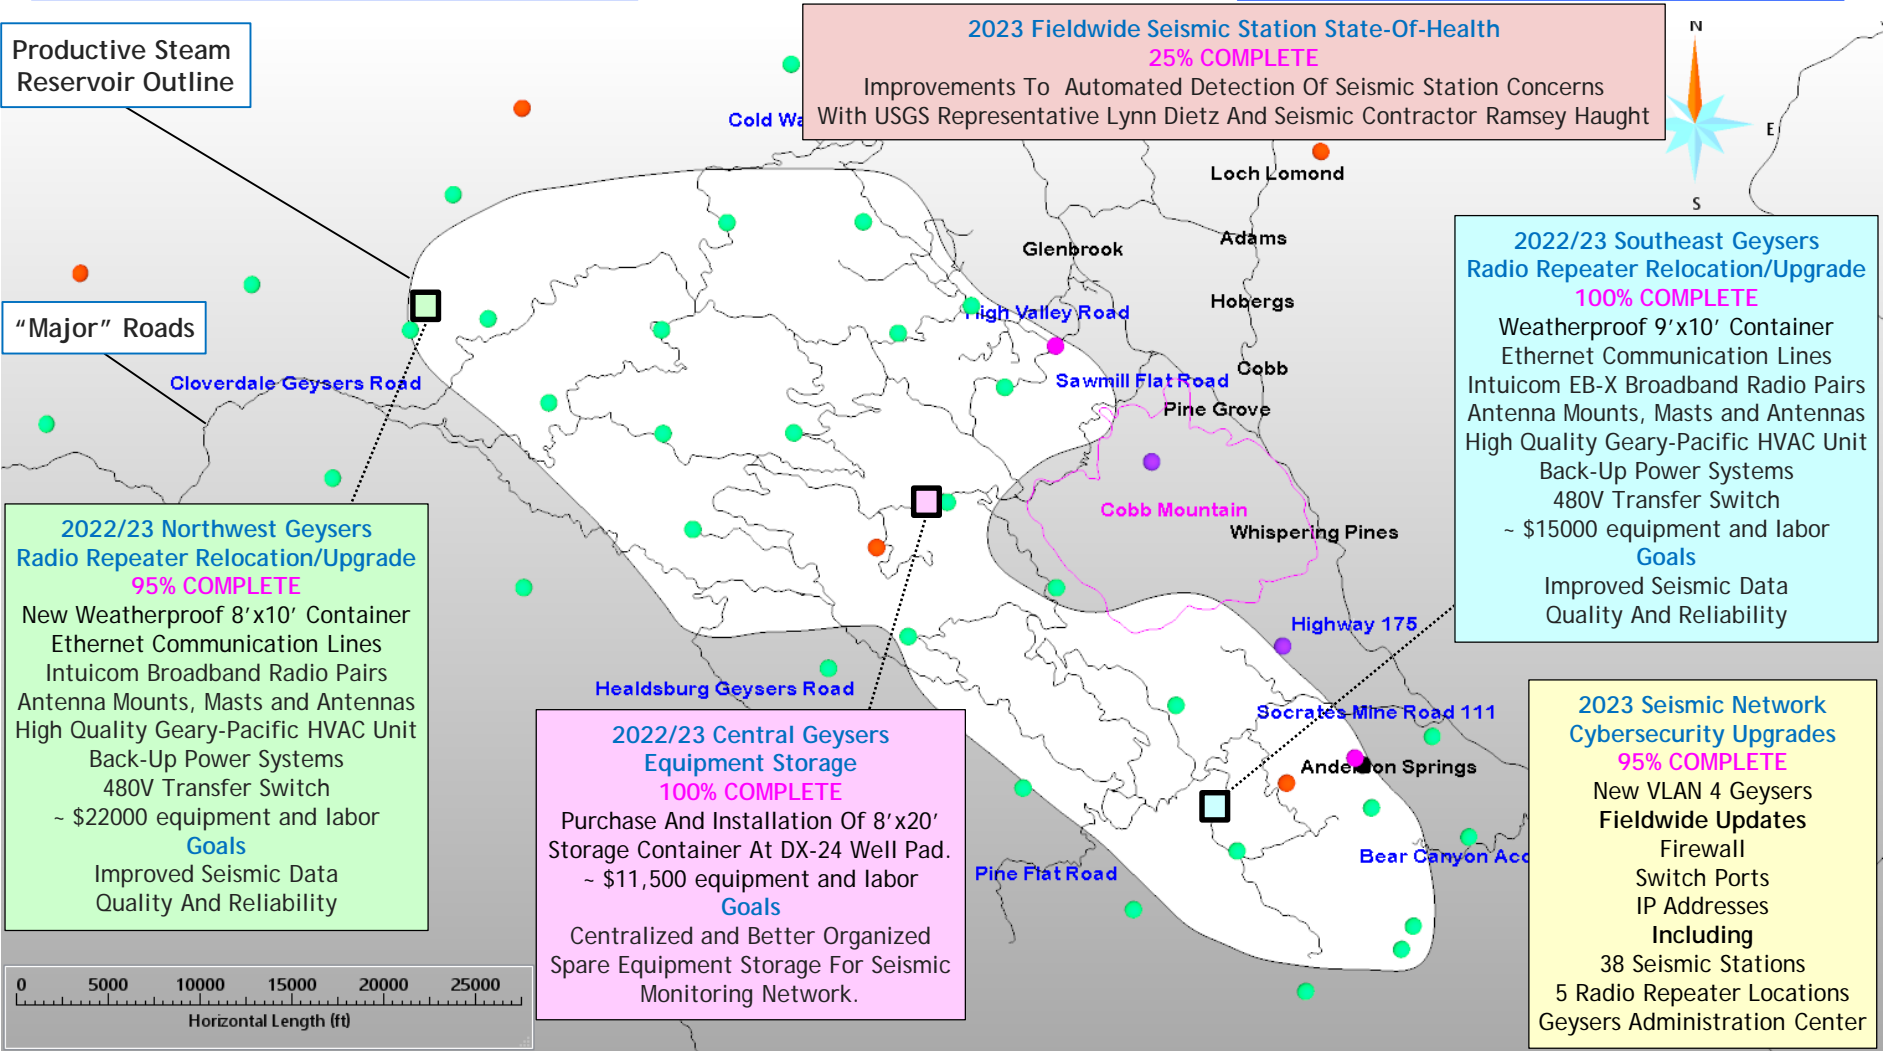 2023 Fieldwide Seismic Station State-Of-Health
25% COMPLETE
Improvements To Automated Detection Of Seismic Station Concerns
With USGS Representative Lynn Dietz And Seismic Contractor Ramsey Haught
Productive Steam
Reservoir Outline
"Major" Roads
N
E
S
Cold Wa
Loch Lomond
Adams
Glenbrook
Hobergs
High Valley Road
Cobb
Sawmill Flat Road
Pine Grove
Cloverdale Geysers Road
Cobb Mountain
Whispering Pines
Highway 175
Healdsburg Geysers Road
Socrates Mine Road 111
Anderson Springs
Bear Canyon Acc
Pine Flat Road
2022/23 Southeast Geysers
Radio Repeater Relocation/Upgrade
100% COMPLETE
Weatherproof 9'x10' Container
Ethernet Communication Lines
Intuicom EB-X Broadband Radio Pairs
Antenna Mounts, Masts and Antennas
High Quality Geary-Pacific HVAC Unit
Back-Up Power Systems
480V Transfer Switch
~ $15000 equipment and labor
Goals
Improved Seismic Data
Quality And Reliability
2022/23 Northwest Geysers
Radio Repeater Relocation/Upgrade
95% COMPLETE
New Weatherproof 8'x10' Container
Ethernet Communication Lines
Intuicom Broadband Radio Pairs
Antenna Mounts, Masts and Antennas
High Quality Geary-Pacific HVAC Unit
Back-Up Power Systems
480V Transfer Switch
~ $22000 equipment and labor
Goals
Improved Seismic Data
Quality And Reliability
2022/23 Central Geysers
Equipment Storage
100% COMPLETE
Purchase And Installation Of 8'x20'
Storage Container At DX-24 Well Pad.
~ $11,500 equipment and labor
Goals
Centralized and Better Organized
Spare Equipment Storage For Seismic
Monitoring Network.
2023 Seismic Network
Cybersecurity Upgrades
95% COMPLETE
New VLAN 4 Geysers
Fieldwide Updates
Firewall
Switch Ports
IP Addresses
Including
38 Seismic Stations
5 Radio Repeater Locations
Geysers Administration Center
0 5000 10000 15000 20000 25000
Horizontal Length (ft)